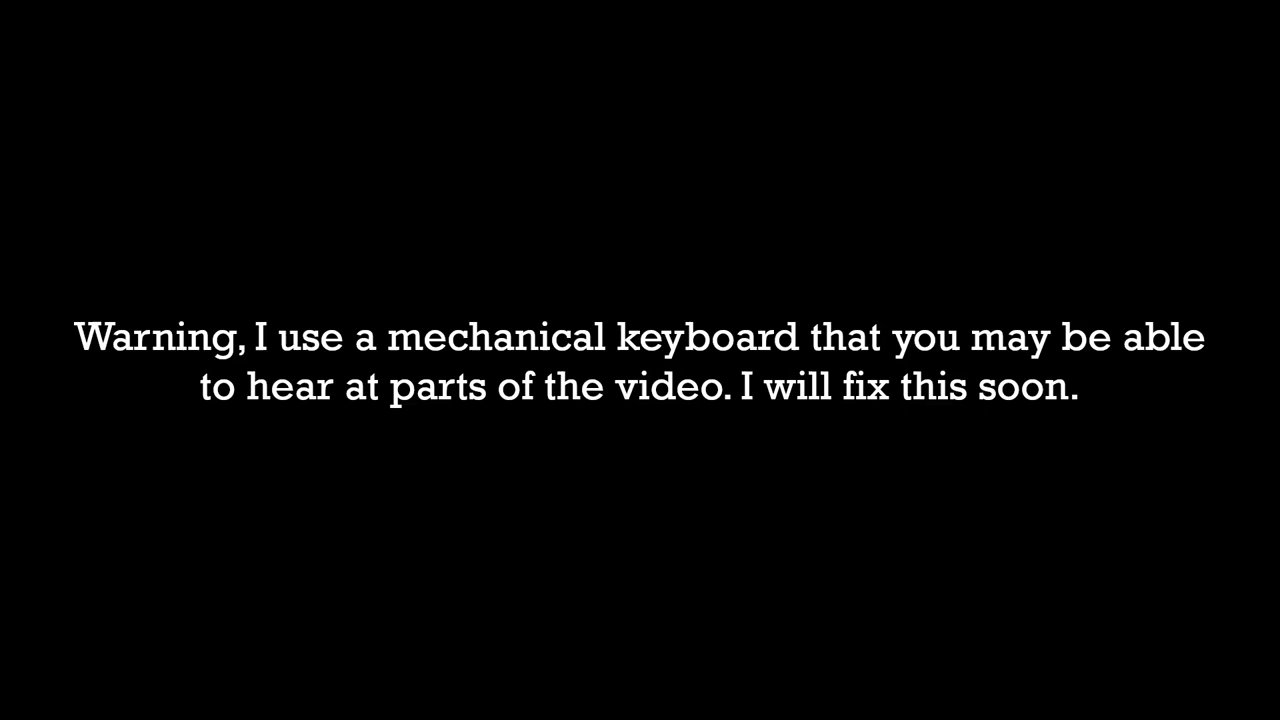 Warning, I use a mechanical keyboard that you may be able
to hear at parts of the video. I will fix this soon.